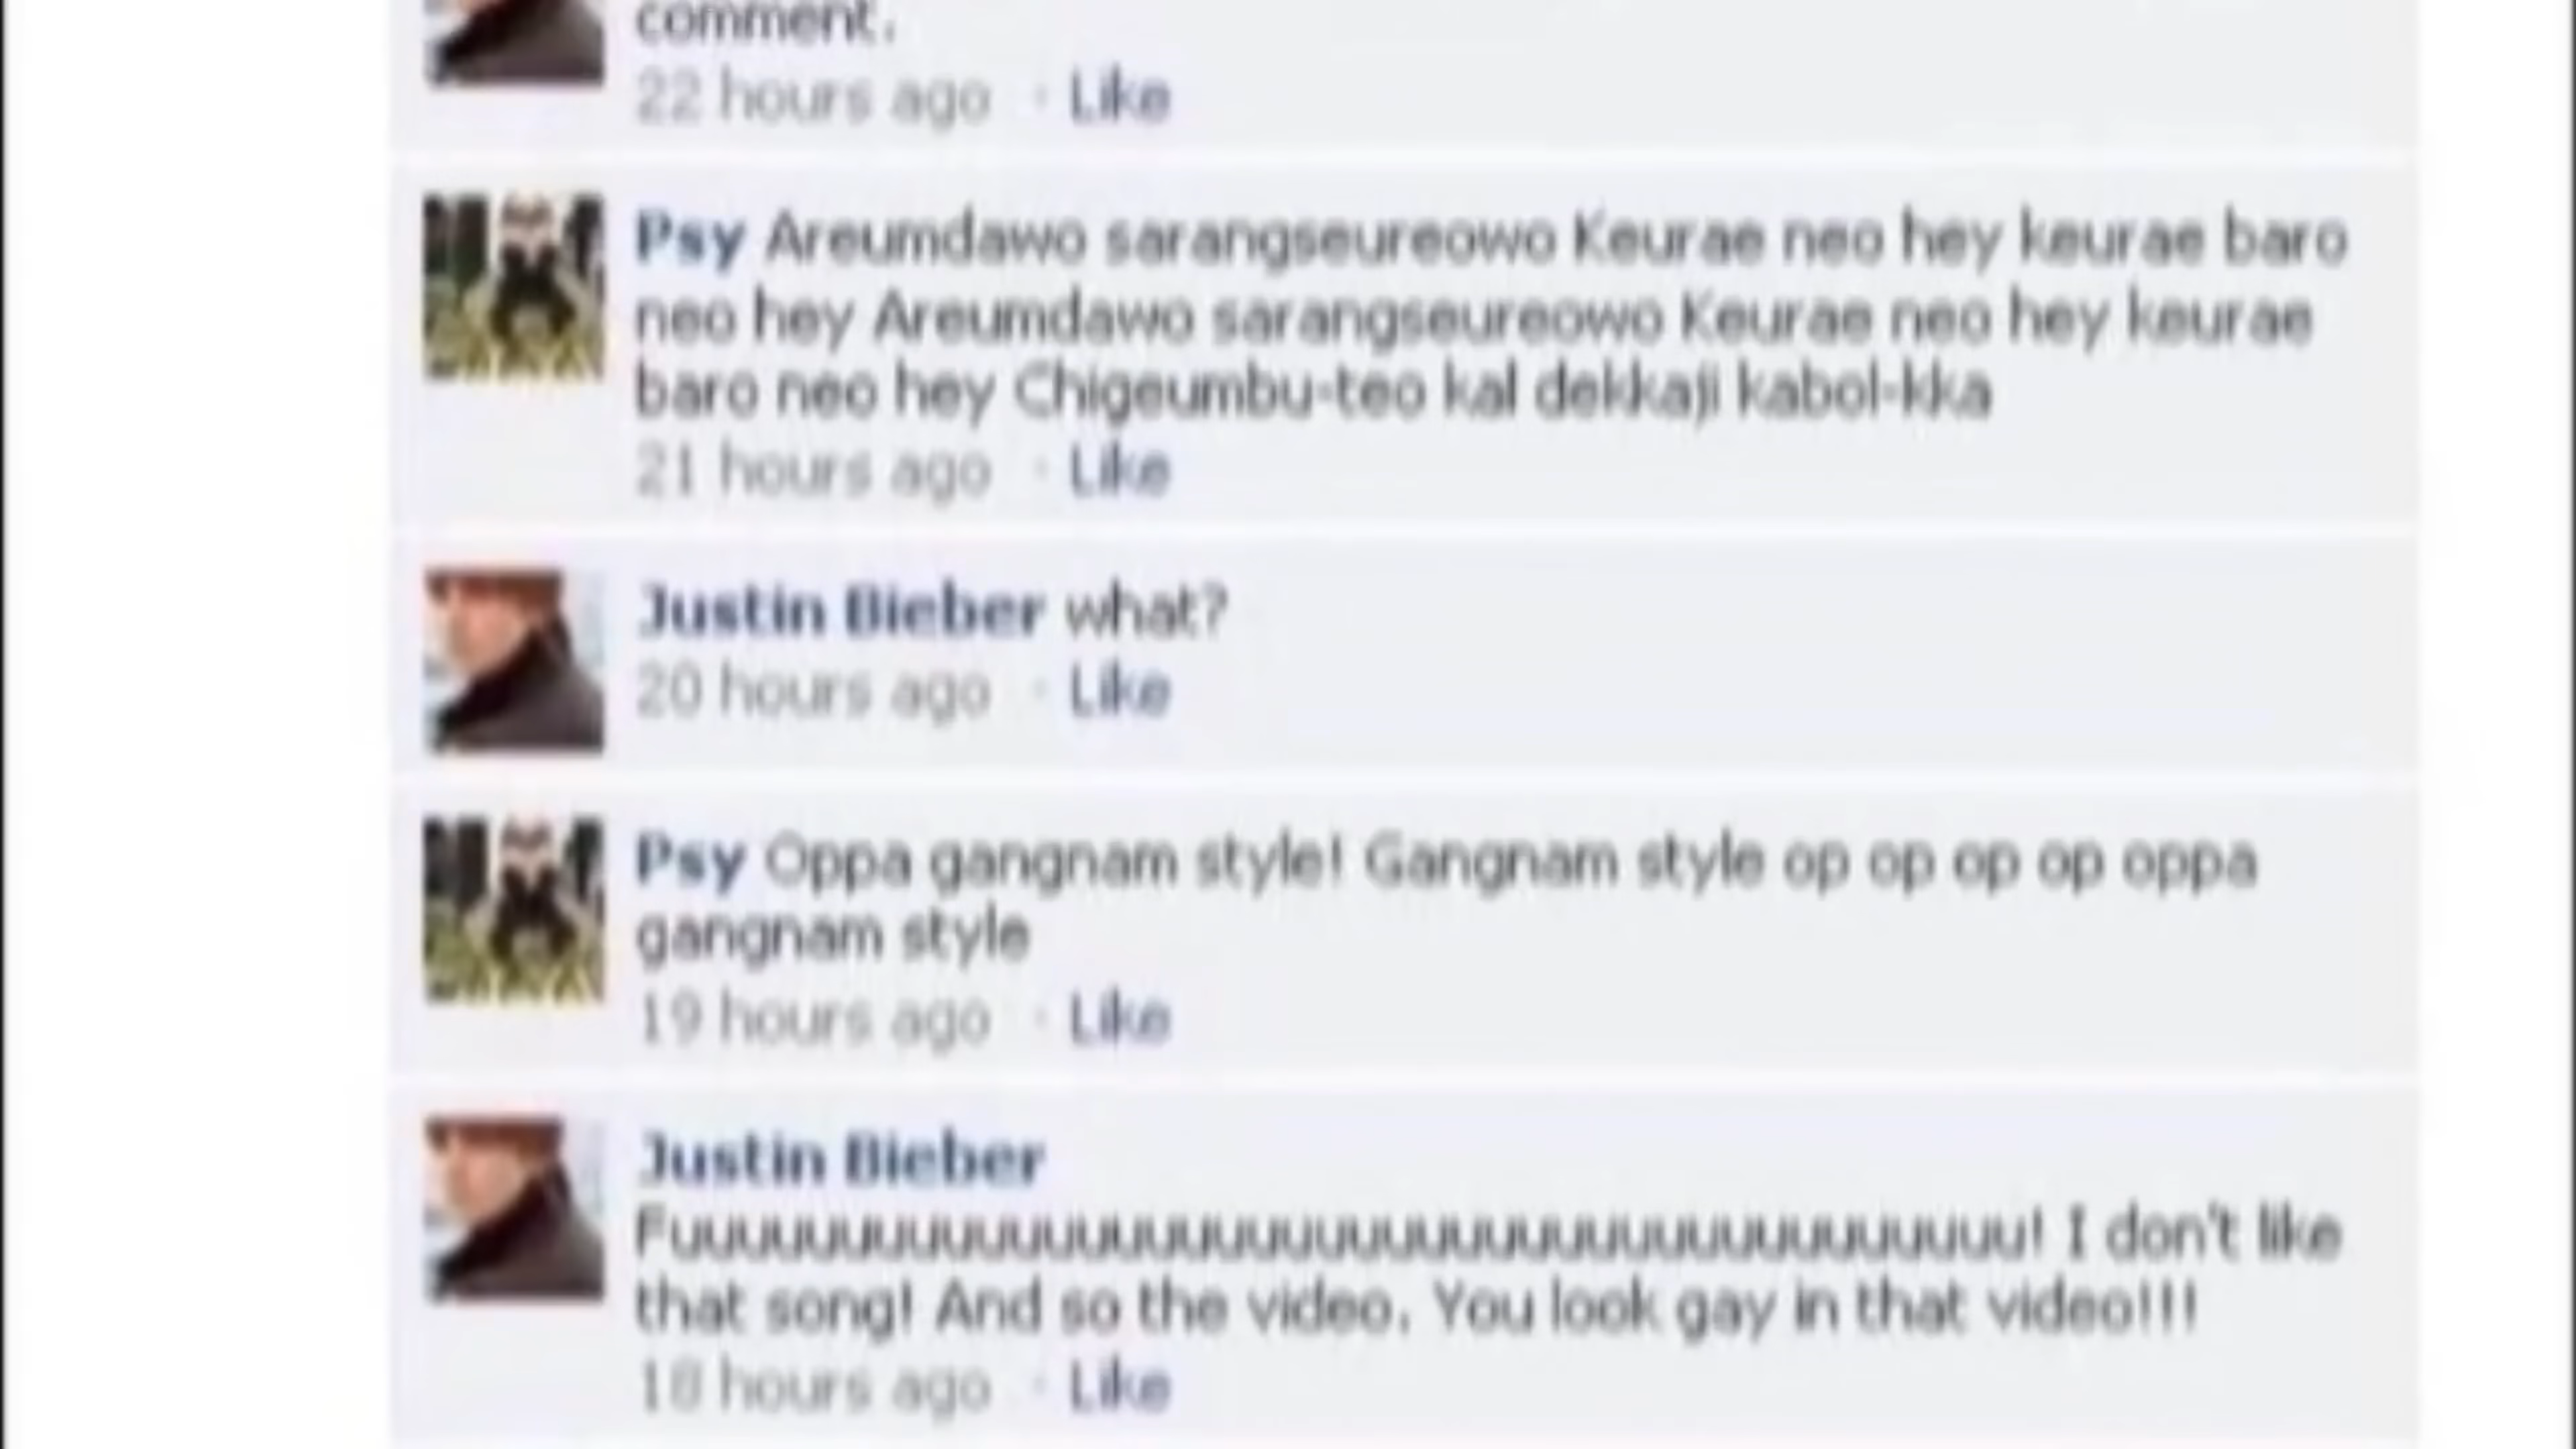 comment.
22 hours ago · Like
Psy Areumdawo sarangseureowo Keurae neo hey keurae baro
neo hey Areumdawo sarangseureowo Keurae neo hey keurae
baro neo hey Chigeumbu-teo kal dekkaji kabol-kka
21 hours ago · Like
Justin Bieber what?
20 hours ago · Like
Psy Oppa gangnam style! Gangnam style op op op op oppa
gangnam style
19 hours ago · Like
Justin Bieber
Fuuuuuuuuuuuuuuuuuuuuuuuuuuuuuuuuuuuuuu! I don't like
that song! And so the video. You look gay in that video!!!
18 hours ago · Like